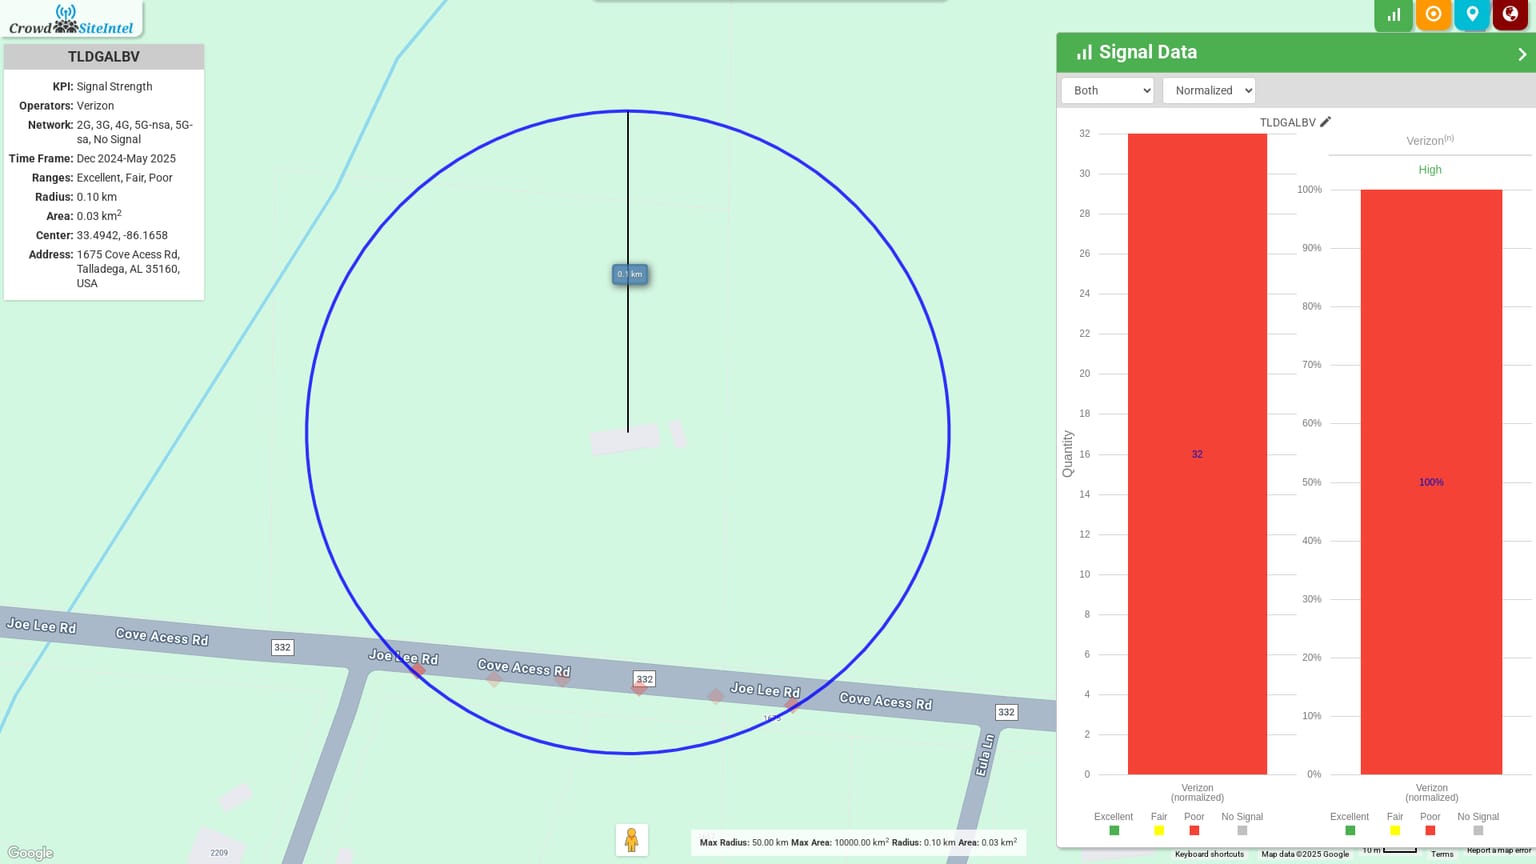 Crowd SiteIntel
TLDGALBV
KPI: Signal Strength
Operators: Verizon
Network: 2G, 3G, 4G, 5G-nsa, 5G-
sa, No Signal
Time Frame: Dec 2024-May 2025
Ranges: Excellent, Fair, Poor
Radius: 0.10 km
Area: 0.03 km²
Center: 33.4942, -86.1658
Address: 1675 Cove Acess Rd,
Talladega, AL 35160,
USA
0.1 km
Joe Lee Rd
Cove Acess Rd
332
Joe Lee Rd
Cove Acess Rd
332
Joe Lee Rd
Cove Acess Rd
332
Eula Ln
2209
Google
Max Radius: 50.00 km Max Area: 10000.00 km² Radius: 0.10 km Area: 0.03 km²
Signal Data
Both
Normalized
TLDGALBV
Quantity
32
30
28
26
24
22
20
18
16
14
12
10
8
6
4
2
0
32
Verizon
(normalized)
Excellent Fair Poor No Signal
Verizon(n)
High
100%
90%
80%
70%
60%
50%
40%
30%
20%
10%
0%
100%
Verizon
(normalized)
Excellent Fair Poor No Signal
Keyboard shortcuts Map data ©2025 Google 10 m Terms Report a map error